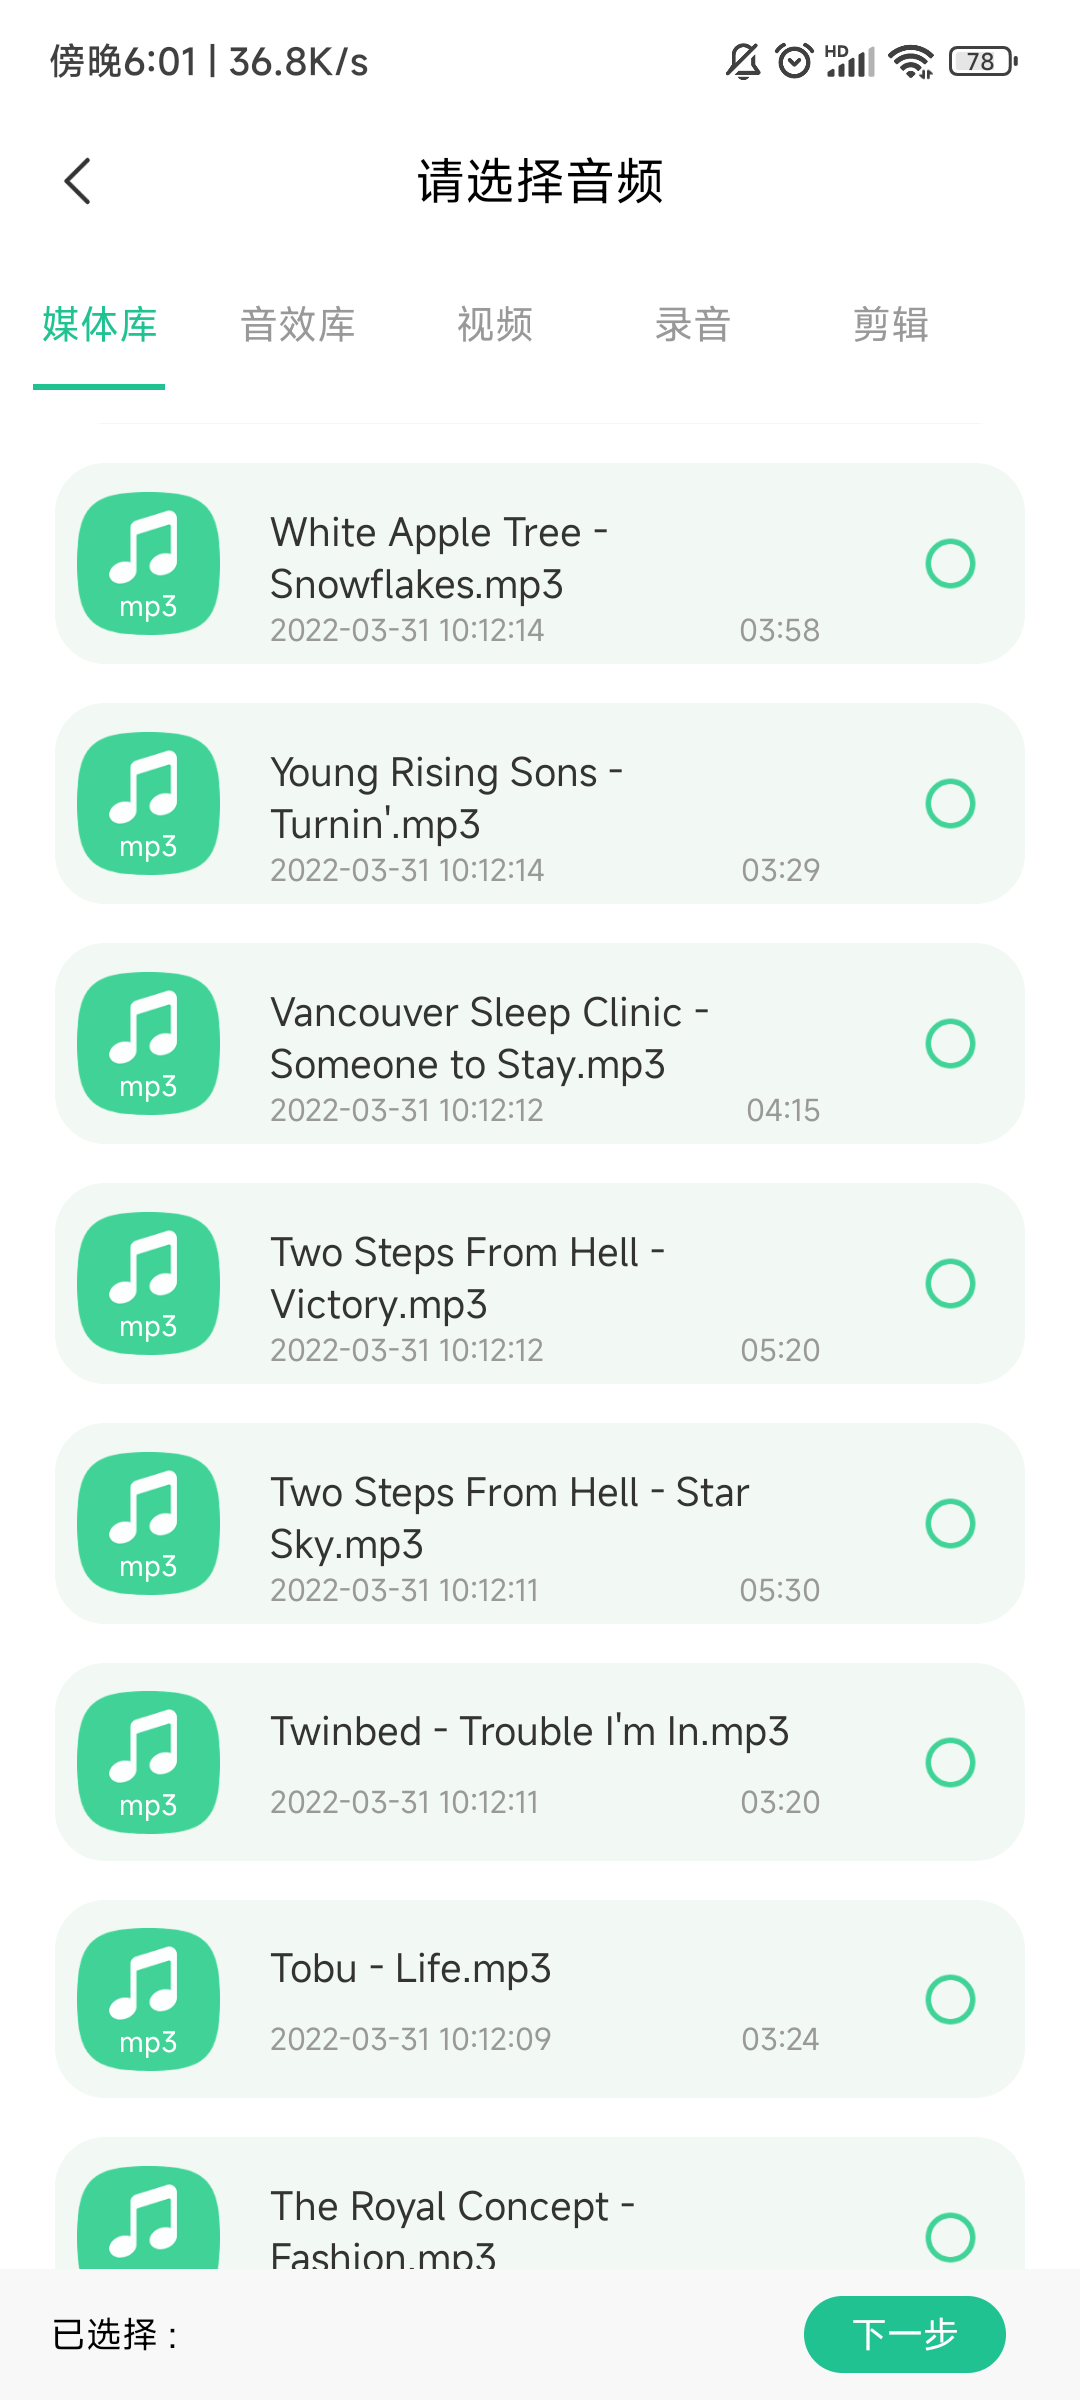 傍晚6:01 | 36.8K/s
HD
78
请选择音频
媒体库 音效库 视频 录音 剪辑
White Apple Tree -
Snowflakes.mp3
mp3
2022-03-31 10:12:14 03:58
Young Rising Sons -
Turnin'.mp3
mp3
2022-03-31 10:12:14 03:29
Vancouver Sleep Clinic -
Someone to Stay.mp3
mp3
2022-03-31 10:12:12 04:15
Two Steps From Hell -
Victory.mp3
mp3
2022-03-31 10:12:12 05:20
Two Steps From Hell - Star
Sky.mp3
mp3
2022-03-31 10:12:11 05:30
Twinbed - Trouble I'm In.mp3
mp3
2022-03-31 10:12:11 03:20
Tobu - Life.mp3
mp3
2022-03-31 10:12:09 03:24
The Royal Concept -
Fashion.mp3
已选择 :
下一步